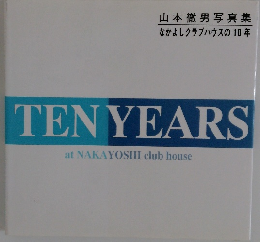 山本徹男写真集
なかよしクラブハウスの10年
TEN YEARS
at NAKAYOSHI club house